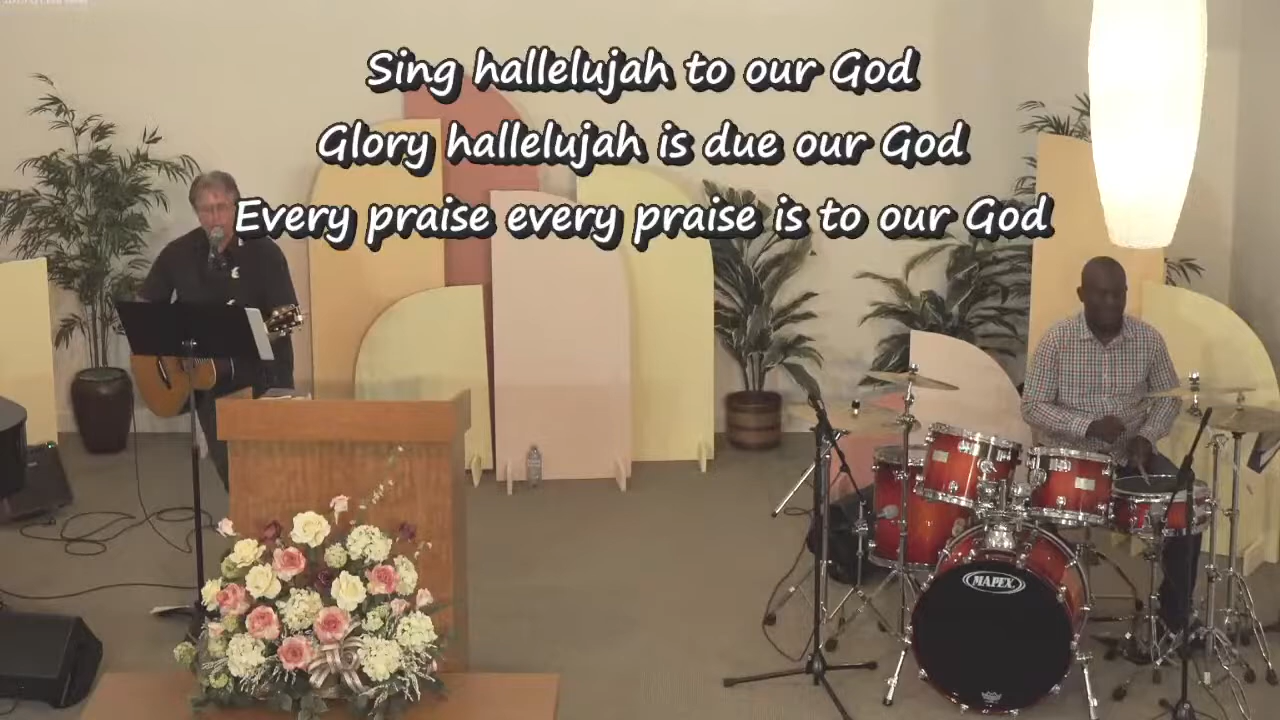 Sing hallelujah to our God
Glory hallelujah is due our God
Every praise every praise is to our God
MAPEX